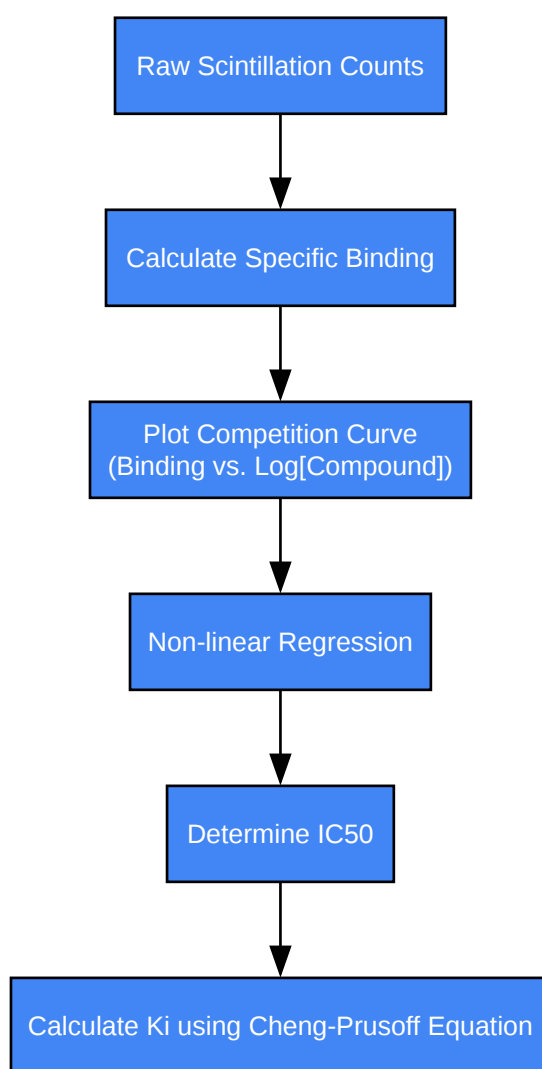 Raw Scintillation Counts
Calculate Specific Binding
Plot Competition Curve
(Binding vs. Log[Compound])
Non-linear Regression
Determine IC50
Calculate Ki using Cheng-Prusoff Equation